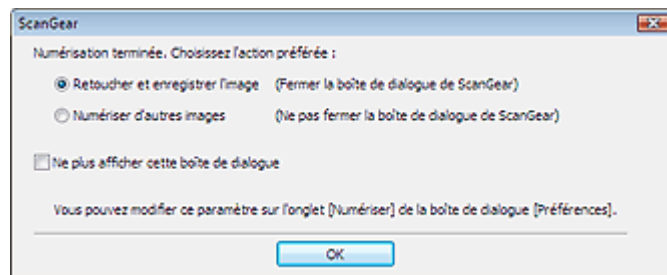 ScanGear
Numérisation terminée. Choisissez l'action préférée :
Retoucher et enregistrer l'image (Fermer la boîte de dialogue de ScanGear)
Numériser d'autres images (Ne pas fermer la boîte de dialogue de ScanGear)
Ne plus afficher cette boîte de dialogue
Vous pouvez modifier ce paramètre sur l'onglet [Numériser] de la boîte de dialogue [Préférences].
OK